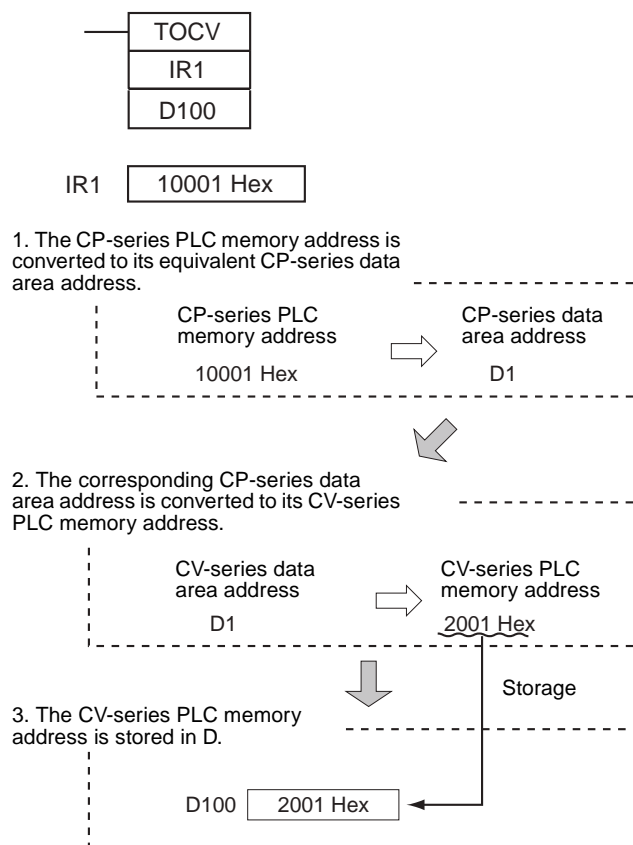 TOCV
IR1
D100
IR1 10001 Hex
1. The CP-series PLC memory address is
converted to its equivalent CP-series data
area address.
CP-series PLC
memory address
10001 Hex
CP-series data
area address
D1
2. The corresponding CP-series data
area address is converted to its CV-series
PLC memory address.
CV-series data
area address
D1
CV-series PLC
memory address
2001 Hex
Storage
3. The CV-series PLC memory
address is stored in D.
D100 2001 Hex